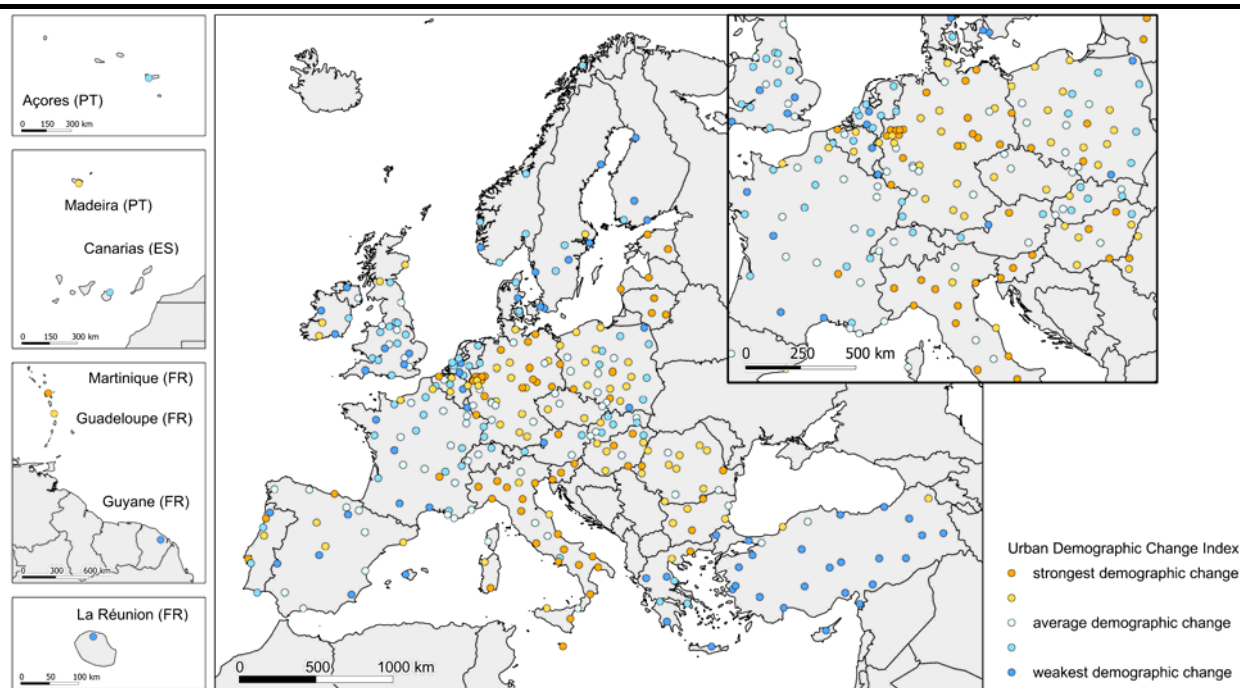 Açores (PT)
0 150 300 km
Madeira (PT)
Canarias (ES)
0 150 300 km
Martinique (FR)
Guadeloupe (FR)
Guyane (FR)
0 300 600 km
La Réunion (FR)
0 50 100 km
0 250 500 km
0 500 1000 km
Urban Demographic Change Index
strongest demographic change
average demographic change
weakest demographic change